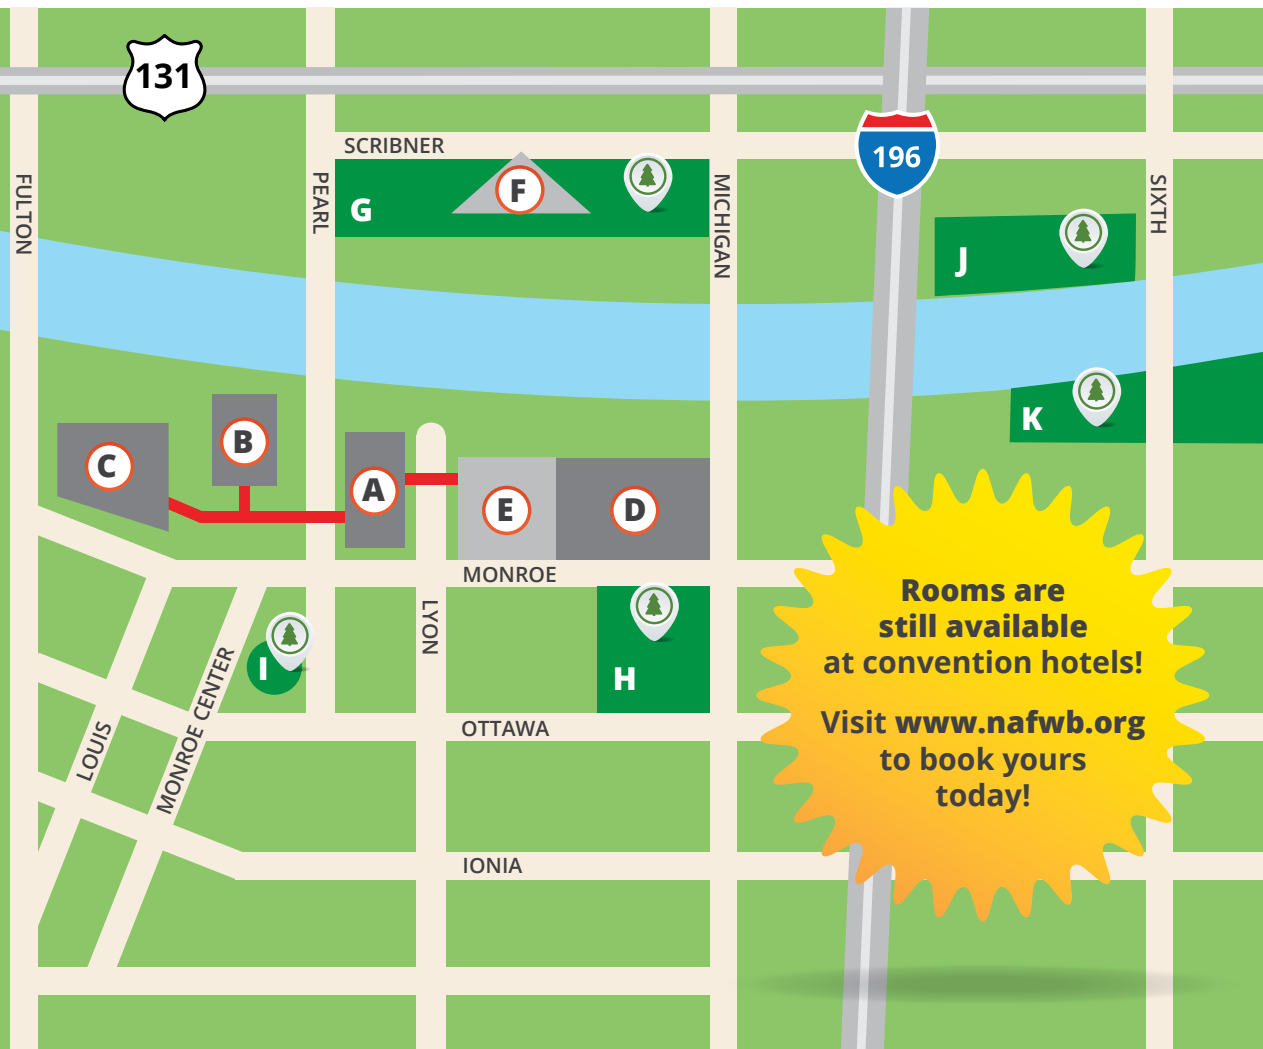 131
SCRIBNER
196
FULTON
PEARL
MICHIGAN
SIXTH
F
G
J
K
B
C
A
E
D
MONROE
LYON
I
H
MONROE CENTER
LOUIS
OTTAWA
IONIA
Rooms are
still available
at convention hotels!
Visit www.nafwb.org
to book yours
today!